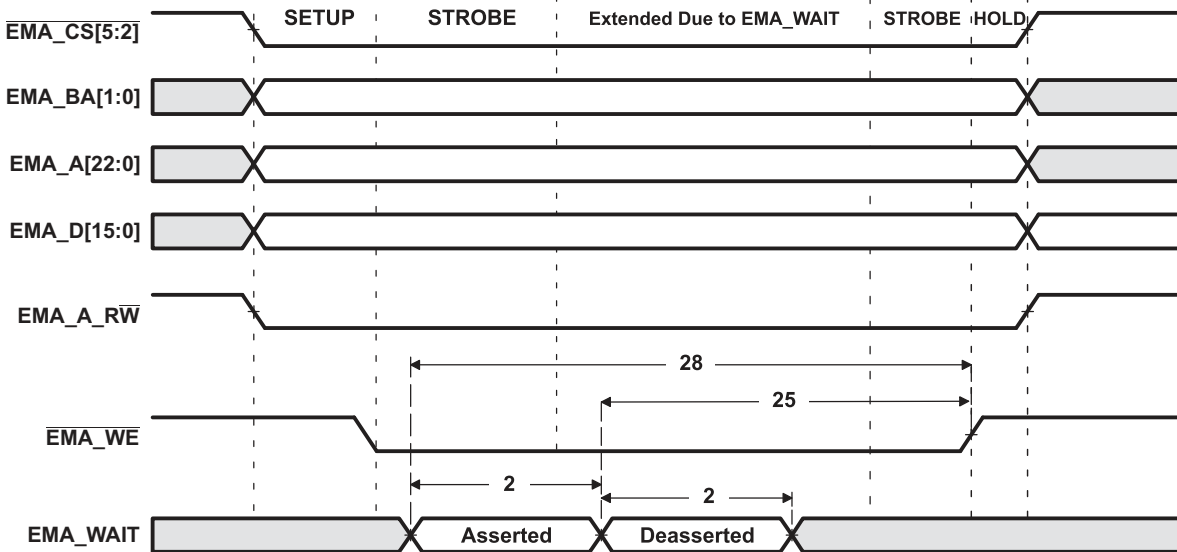 SETUP STROBE Extended Due to EMA_WAIT STROBE HOLD
EMA_CS[5:2]
EMA_BA[1:0]
EMA_A[22:0]
EMA_D[15:0]
EMA_A_RW
28
25
EMA_WE
2
2
EMA_WAIT Asserted Deasserted